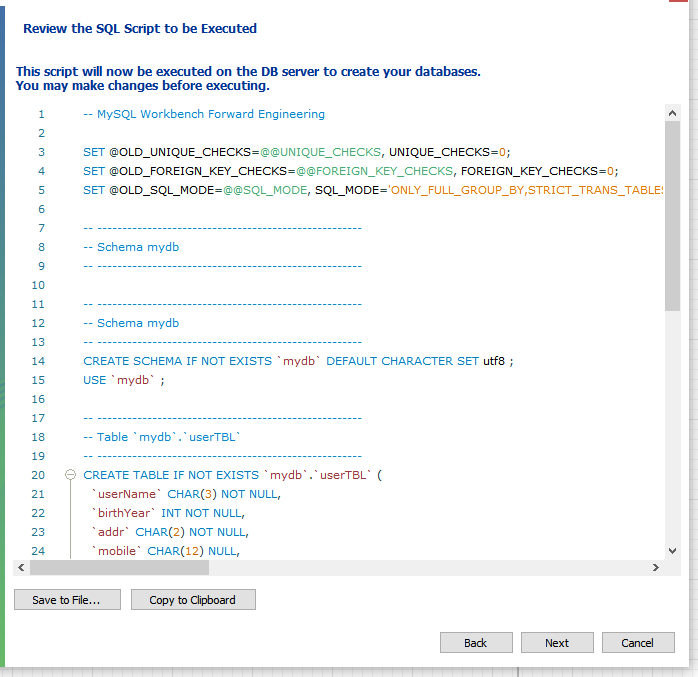 Review the SQL Script to be Executed
This script will now be executed on the DB server to create your databases.
You may make changes before executing.
1 -- MySQL Workbench Forward Engineering
2
3 SET @OLD_UNIQUE_CHECKS=@@UNIQUE_CHECKS, UNIQUE_CHECKS=0;
4 SET @OLD_FOREIGN_KEY_CHECKS=@@FOREIGN_KEY_CHECKS, FOREIGN_KEY_CHECKS=0;
5 SET @OLD_SQL_MODE=@@SQL_MODE, SQL_MODE='ONLY_FULL_GROUP_BY,STRICT_TRANS_TABLES
6
7 -- -----------------------------------------------------
8 -- Schema mydb
9 -- -----------------------------------------------------
10
11 -- -----------------------------------------------------
12 -- Schema mydb
13 -- -----------------------------------------------------
14 CREATE SCHEMA IF NOT EXISTS `mydb` DEFAULT CHARACTER SET utf8 ;
15 USE `mydb` ;
16
17 -- -----------------------------------------------------
18 -- Table `mydb`.`userTBL`
19 -- -----------------------------------------------------
20 CREATE TABLE IF NOT EXISTS `mydb`.`userTBL` (
21 `userName` CHAR(3) NOT NULL,
22 `birthYear` INT NOT NULL,
23 `addr` CHAR(2) NOT NULL,
24 `mobile` CHAR(12) NULL,
Save to File... Copy to Clipboard
Back Next Cancel